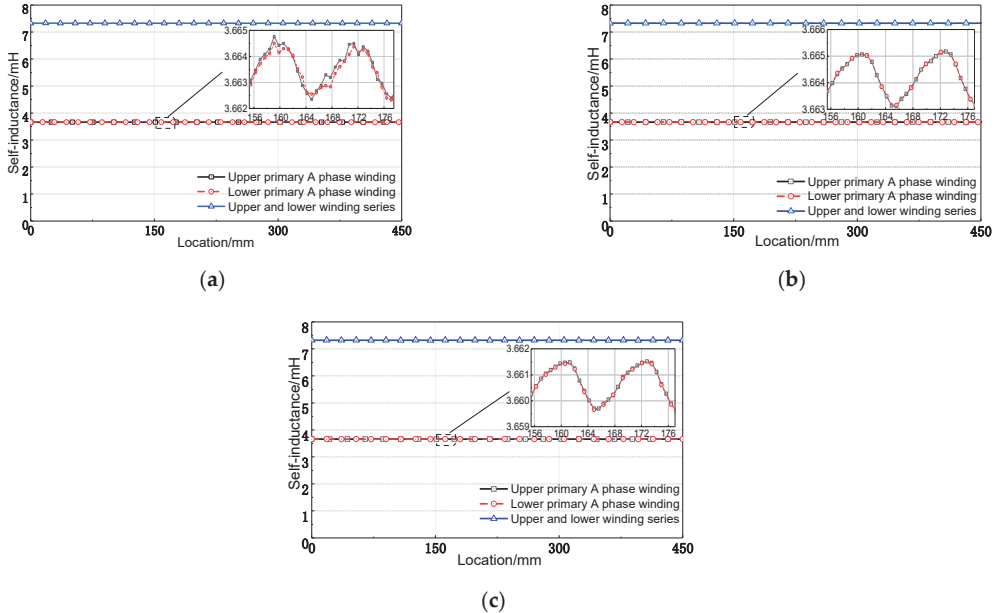 8
7
6
5
4
3
2
1
0
Self-inductance/mH
3.665
3.664
3.663
3.662
156 160 164 168 172 176
Upper primary A phase winding
Lower primary A phase winding
Upper and lower winding series
0 150 300 450
Location/mm
(a)
8
7
6
5
4
3
2
1
0
Self-inductance/mH
3.666
3.665
3.664
3.663
156 160 164 168 172 176
Upper primary A phase winding
Lower primary A phase winding
Upper and lower winding series
0 150 300 450
Location/mm
(b)
8
7
6
5
4
3
2
1
0
Self-inductance/mH
3.662
3.661
3.660
3.659
156 160 164 168 172 176
Upper primary A phase winding
Lower primary A phase winding
Upper and lower winding series
0 150 300 450
Location/mm
(c)